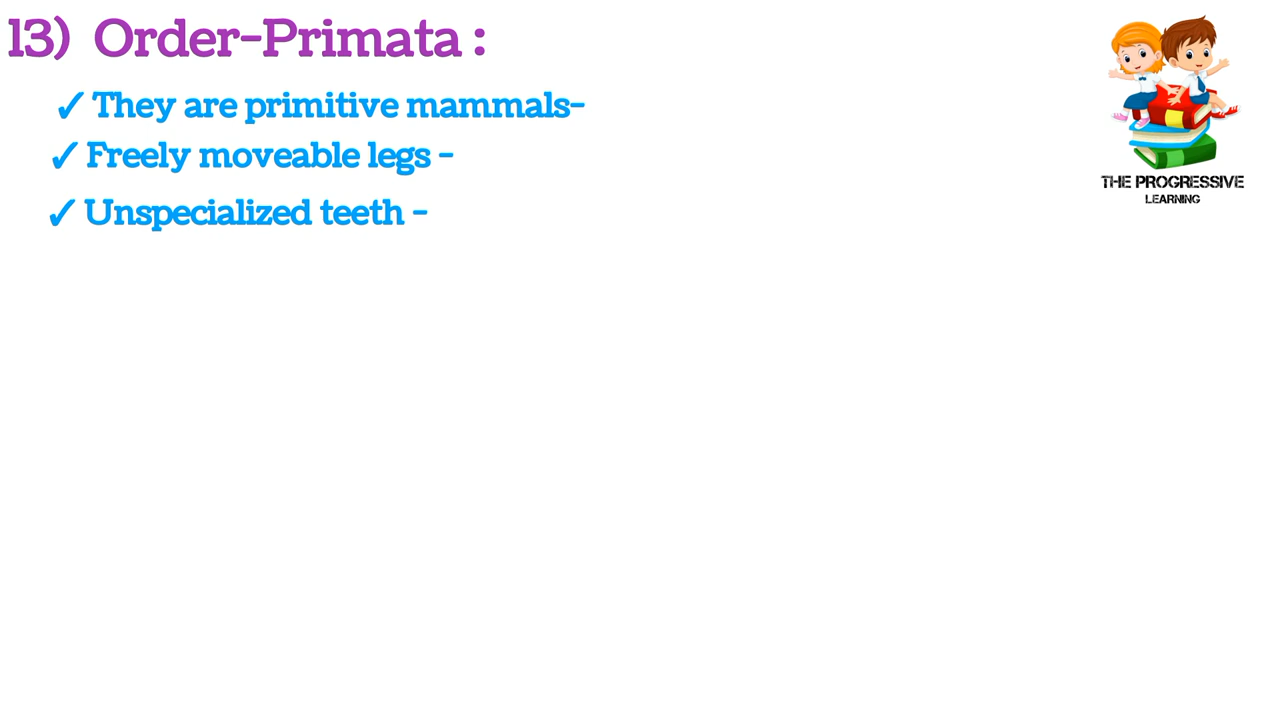 13) Order-Primata :
✓ They are primitive mammals-
✓ Freely moveable legs -
✓ Unspecialized teeth -
THE PROGRESSIVE
LEARNING